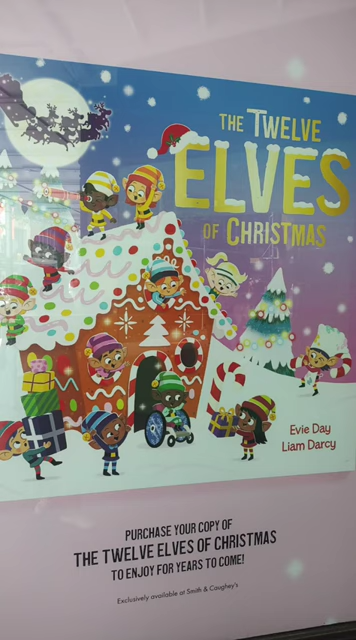 THE TWELVE
ELVES
OF CHRISTMAS
Evie Day
Liam Darcy
PURCHASE YOUR COPY OF
THE TWELVE ELVES OF CHRISTMAS
TO ENJOY FOR YEARS TO COME!
Exclusively available at Smith & Caughey's